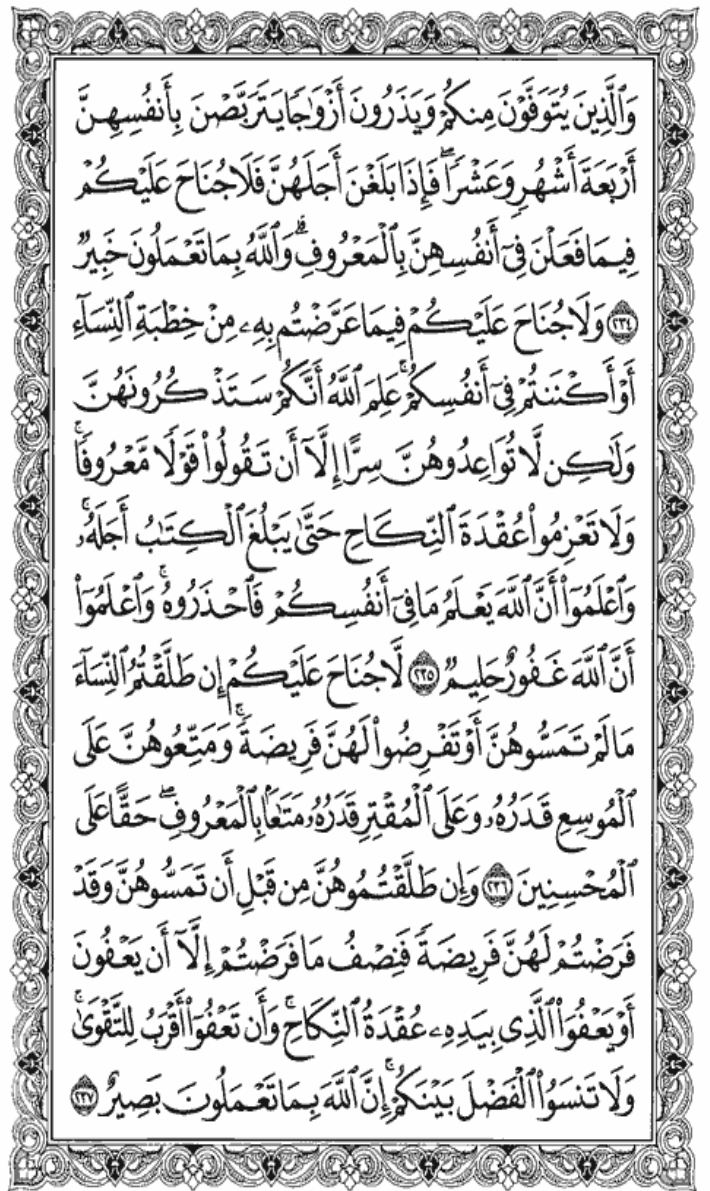 وَٱلَّذِينَ يُتَوَفَّوْنَ مِنكُمْ وَيَذَرُونَ أَزْوَٰجًا يَتَرَبَّصْنَ بِأَنفُسِهِنَّ
أَرْبَعَةَ أَشْهُرٍ وَعَشْرًا ۖ فَإِذَا بَلَغْنَ أَجَلَهُنَّ فَلَا جُنَاحَ عَلَيْكُمْ
فِيمَا فَعَلْنَ فِىٓ أَنفُسِهِنَّ بِٱلْمَعْرُوفِ ۗ وَٱللَّهُ بِمَا تَعْمَلُونَ خَبِيرٌ
٢٣٤ وَلَا جُنَاحَ عَلَيْكُمْ فِيمَا عَرَّضْتُم بِهِۦ مِنْ خِطْبَةِ ٱلنِّسَآءِ
أَوْ أَكْنَنتُمْ فِىٓ أَنفُسِكُمْ ۚ عَلِمَ ٱللَّهُ أَنَّكُمْ سَتَذْكُرُونَهُنَّ
وَلَٰكِن لَّا تُوَاعِدُوهُنَّ سِرًّا إِلَّآ أَن تَقُولُوا۟ قَوْلًا مَّعْرُوفًا ۚ
وَلَا تَعْزِمُوا۟ عُقْدَةَ ٱلنِّكَاحِ حَتَّىٰ يَبْلُغَ ٱلْكِتَٰبُ أَجَلَهُۥ ۚ
وَٱعْلَمُوٓا۟ أَنَّ ٱللَّهَ يَعْلَمُ مَا فِىٓ أَنفُسِكُمْ فَٱحْذَرُوهُ ۚ وَٱعْلَمُوٓا۟
أَنَّ ٱللَّهَ غَفُورٌ حَلِيمٌ ٢٣٥ لَّا جُنَاحَ عَلَيْكُمْ إِن طَلَّقْتُمُ ٱلنِّسَآءَ
مَا لَمْ تَمَسُّوهُنَّ أَوْ تَفْرِضُوا۟ لَهُنَّ فَرِيضَةً ۚ وَمَتِّعُوهُنَّ عَلَى
ٱلْمُوسِعِ قَدَرُهُۥ وَعَلَى ٱلْمُقْتِرِ قَدَرُهُۥ مَتَٰعًۢا بِٱلْمَعْرُوفِ ۖ حَقًّا عَلَى
ٱلْمُحْسِنِينَ ٢٣٦ وَإِن طَلَّقْتُمُوهُنَّ مِن قَبْلِ أَن تَمَسُّوهُنَّ وَقَدْ
فَرَضْتُمْ لَهُنَّ فَرِيضَةً فَنِصْفُ مَا فَرَضْتُمْ إِلَّآ أَن يَعْفُونَ
أَوْ يَعْفُوَا۟ ٱلَّذِى بِيَدِهِۦ عُقْدَةُ ٱلنِّكَاحِ ۚ وَأَن تَعْفُوٓا۟ أَقْرَبُ لِلتَّقْوَىٰ ۚ
وَلَا تَنسَوُا۟ ٱلْفَضْلَ بَيْنَكُمْ ۚ إِنَّ ٱللَّهَ بِمَا تَعْمَلُونَ بَصِيرٌ ٢٣٧